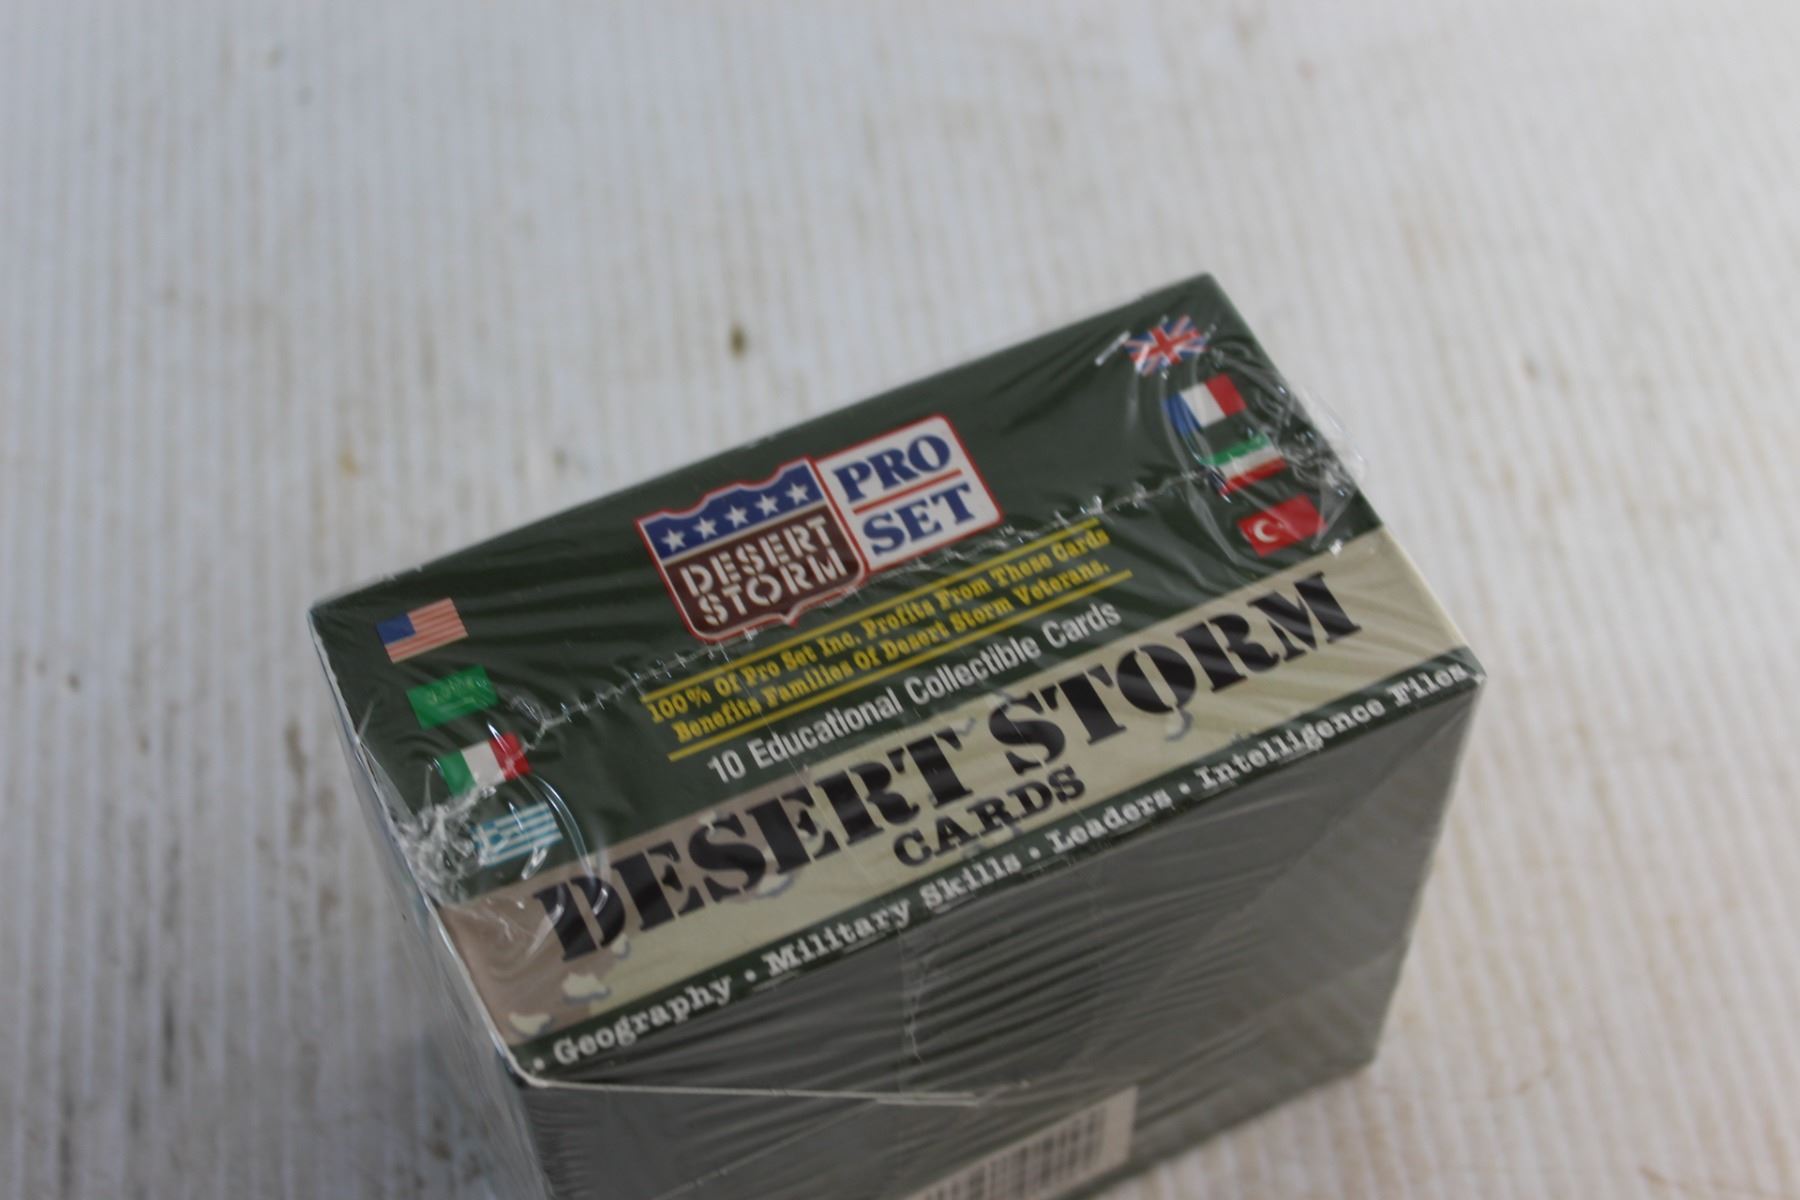 DESERT
STORM
PRO
SET
100% Of Pro Set Inc. Profits From These Cards
Benefits Families Of Desert Storm Veterans.
10 Educational Collectible Cards
DESERT STORM
CARDS
• Geography • Military Skills • Leaders • Intelligence Files